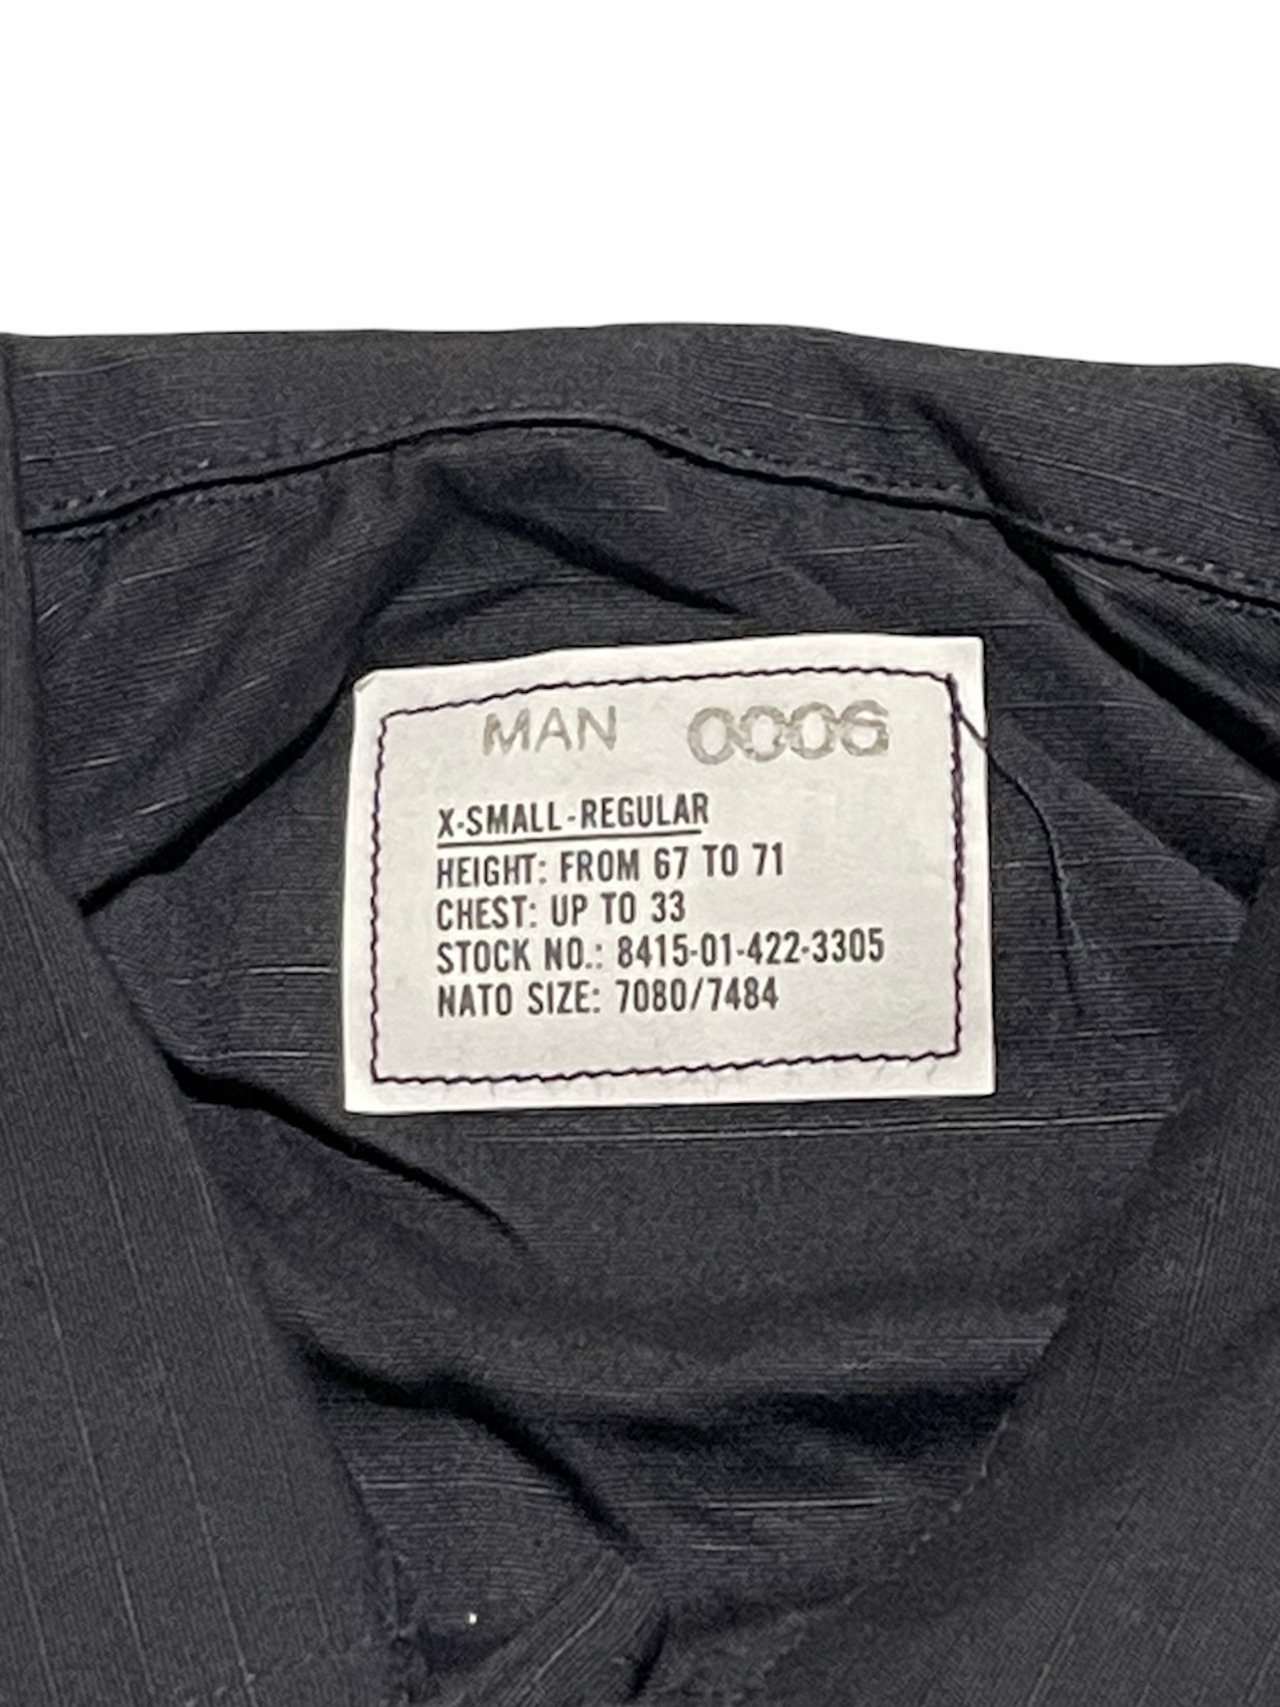 MAN 0006
X-SMALL-REGULAR
HEIGHT: FROM 67 TO 71
CHEST: UP TO 33
STOCK NO.: 8415-01-422-3305
NATO SIZE: 7080/7484